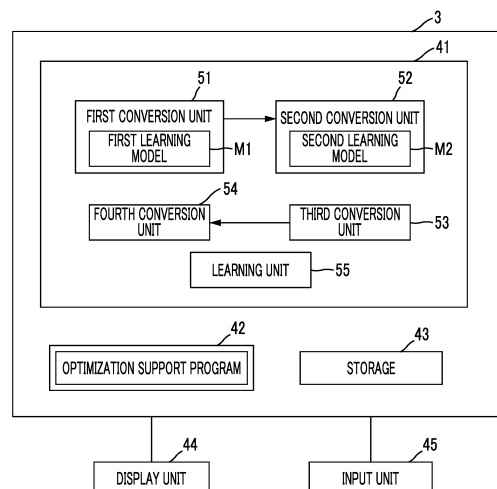 3
41
51
52
FIRST CONVERSION UNIT
FIRST LEARNING
MODEL
M1
SECOND CONVERSION UNIT
SECOND LEARNING
MODEL
M2
54
FOURTH CONVERSION
UNIT
THIRD CONVERSION
UNIT
53
LEARNING UNIT
55
42
43
OPTIMIZATION SUPPORT PROGRAM
STORAGE
44
45
DISPLAY UNIT
INPUT UNIT